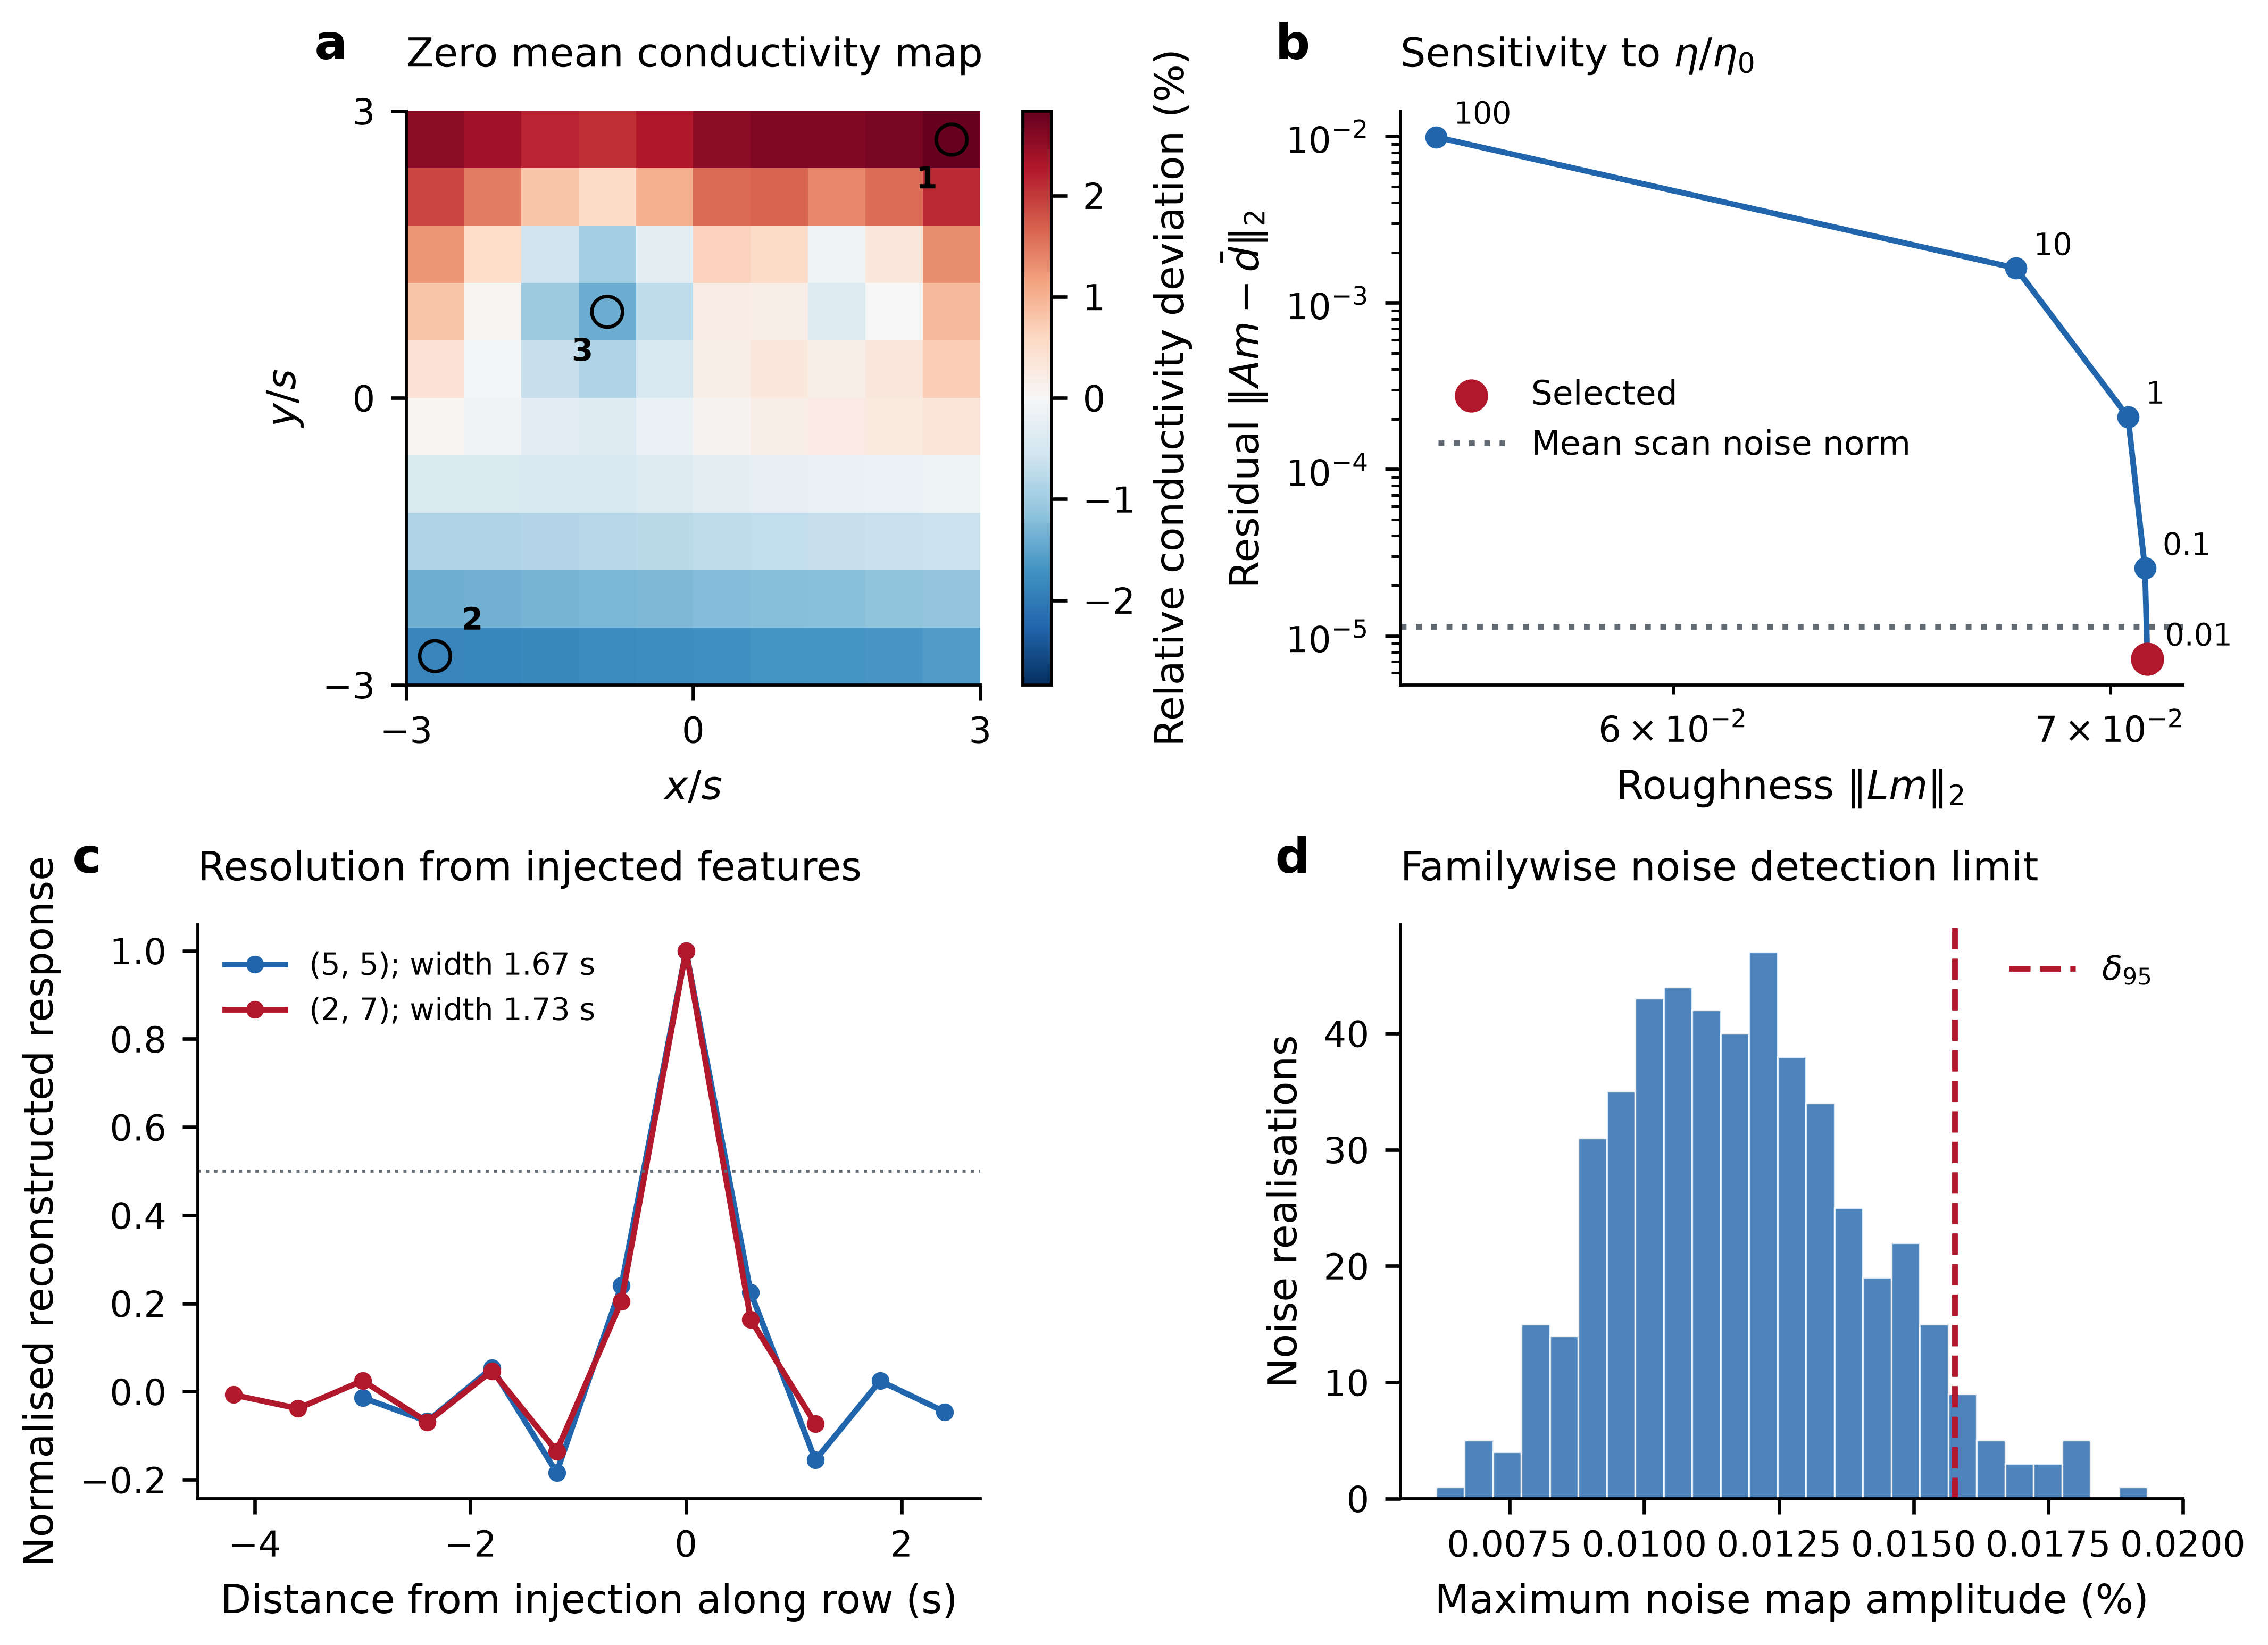 a
Zero mean conductivity map
3
0
−3
y/s
−3
0
3
x/s
1
2
3
2
1
0
−1
−2
Relative conductivity deviation (%)
b
Sensitivity to η/η₀
10⁻²
10⁻³
10⁻⁴
10⁻⁵
Residual ‖Am − d̄‖₂
100
10
1
0.1
0.01
Selected
Mean scan noise norm
6 × 10⁻²
7 × 10⁻²
Roughness ‖Lm‖₂
c
Resolution from injected features
1.0
0.8
0.6
0.4
0.2
0.0
−0.2
Normalised reconstructed response
(5, 5); width 1.67 s
(2, 7); width 1.73 s
−4
−2
0
2
Distance from injection along row (s)
d
Familywise noise detection limit
40
30
20
10
0
Noise realisations
δ₉₅
0.0075
0.0100
0.0125
0.0150
0.0175
0.0200
Maximum noise map amplitude (%)